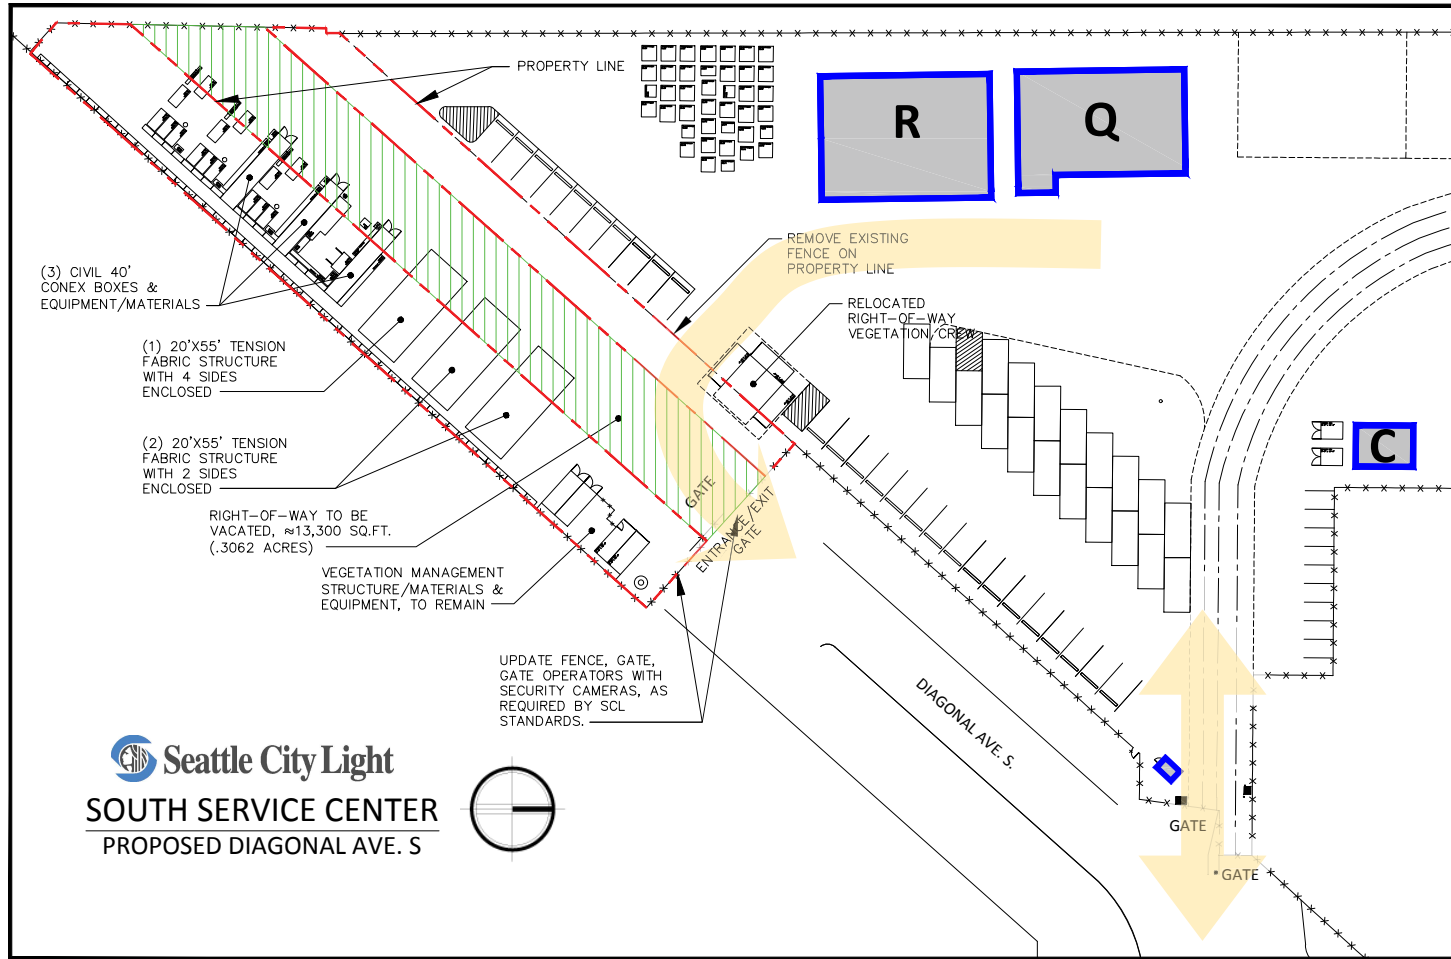 PROPERTY LINE
R
Q
REMOVE EXISTING
FENCE ON
PROPERTY LINE
(3) CIVIL 40'
CONEX BOXES &
EQUIPMENT/MATERIALS
RELOCATED
RIGHT-OF-WAY
VEGETATION CREW
(1) 20'X55' TENSION
FABRIC STRUCTURE
WITH 4 SIDES
ENCLOSED
(2) 20'X55' TENSION
FABRIC STRUCTURE
WITH 2 SIDES
ENCLOSED
C
GATE
ENTRANCE/EXIT
GATE
RIGHT-OF-WAY TO BE
VACATED, ≈13,300 SQ.FT.
(.3062 ACRES)
VEGETATION MANAGEMENT
STRUCTURE/MATERIALS &
EQUIPMENT, TO REMAIN
UPDATE FENCE, GATE,
GATE OPERATORS WITH
SECURITY CAMERAS, AS
REQUIRED BY SCL
STANDARDS.
DIAGONAL AVE. S.
Seattle City Light
SOUTH SERVICE CENTER
PROPOSED DIAGONAL AVE. S
GATE
GATE